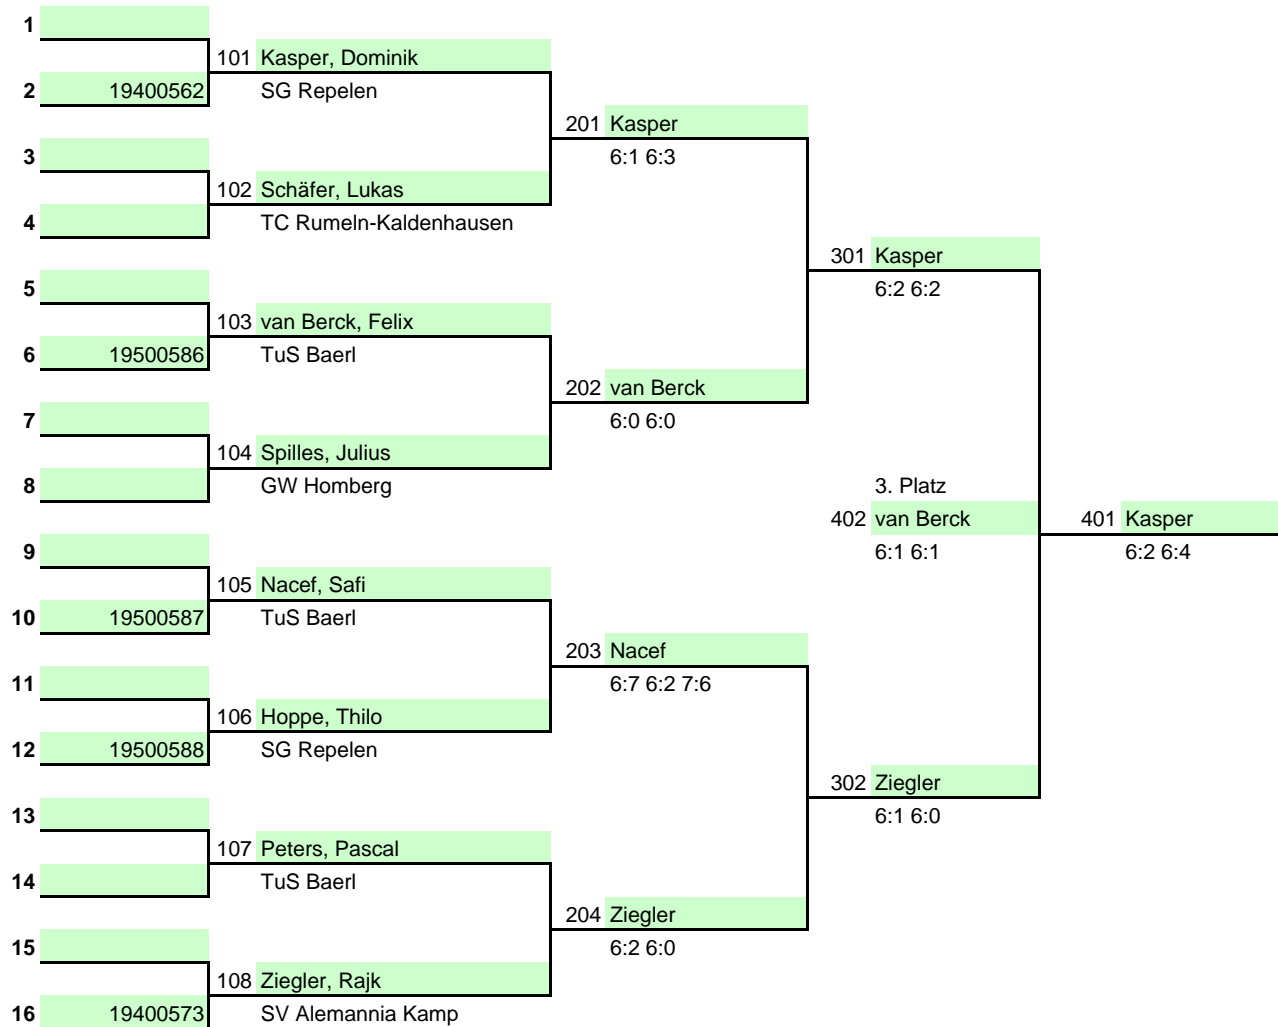 1
101 Kasper, Dominik
2 19400562 SG Repelen
201 Kasper
3 6:1 6:3
102 Schäfer, Lukas
4 TC Rumeln-Kaldenhausen
301 Kasper
5 6:2 6:2
103 van Berck, Felix
6 19500586 TuS Baerl
202 van Berck
7 6:0 6:0
104 Spilles, Julius
8 GW Homberg 3. Platz
402 van Berck 401 Kasper
9 6:1 6:1 6:2 6:4
105 Nacef, Safi
10 19500587 TuS Baerl
203 Nacef
11 6:7 6:2 7:6
106 Hoppe, Thilo
12 19500588 SG Repelen
302 Ziegler
13 6:1 6:0
107 Peters, Pascal
14 TuS Baerl
204 Ziegler
15 6:2 6:0
108 Ziegler, Rajk
16 19400573 SV Alemannia Kamp